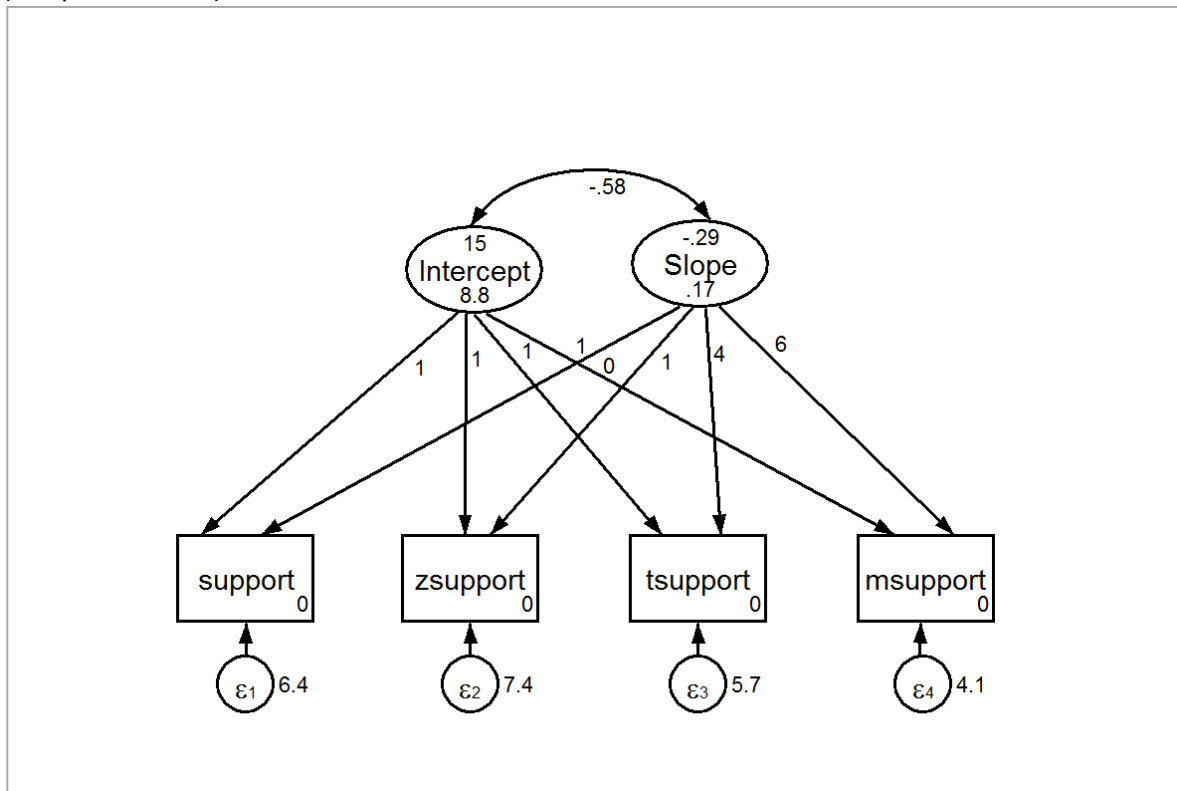 -.58
15
Intercept
8.8
-.29
Slope
.17
1
1
1
1
0
1
4
6
support
0
zsupport
0
tsupport
0
msupport
0
ε1
6.4
ε2
7.4
ε3
5.7
ε4
4.1